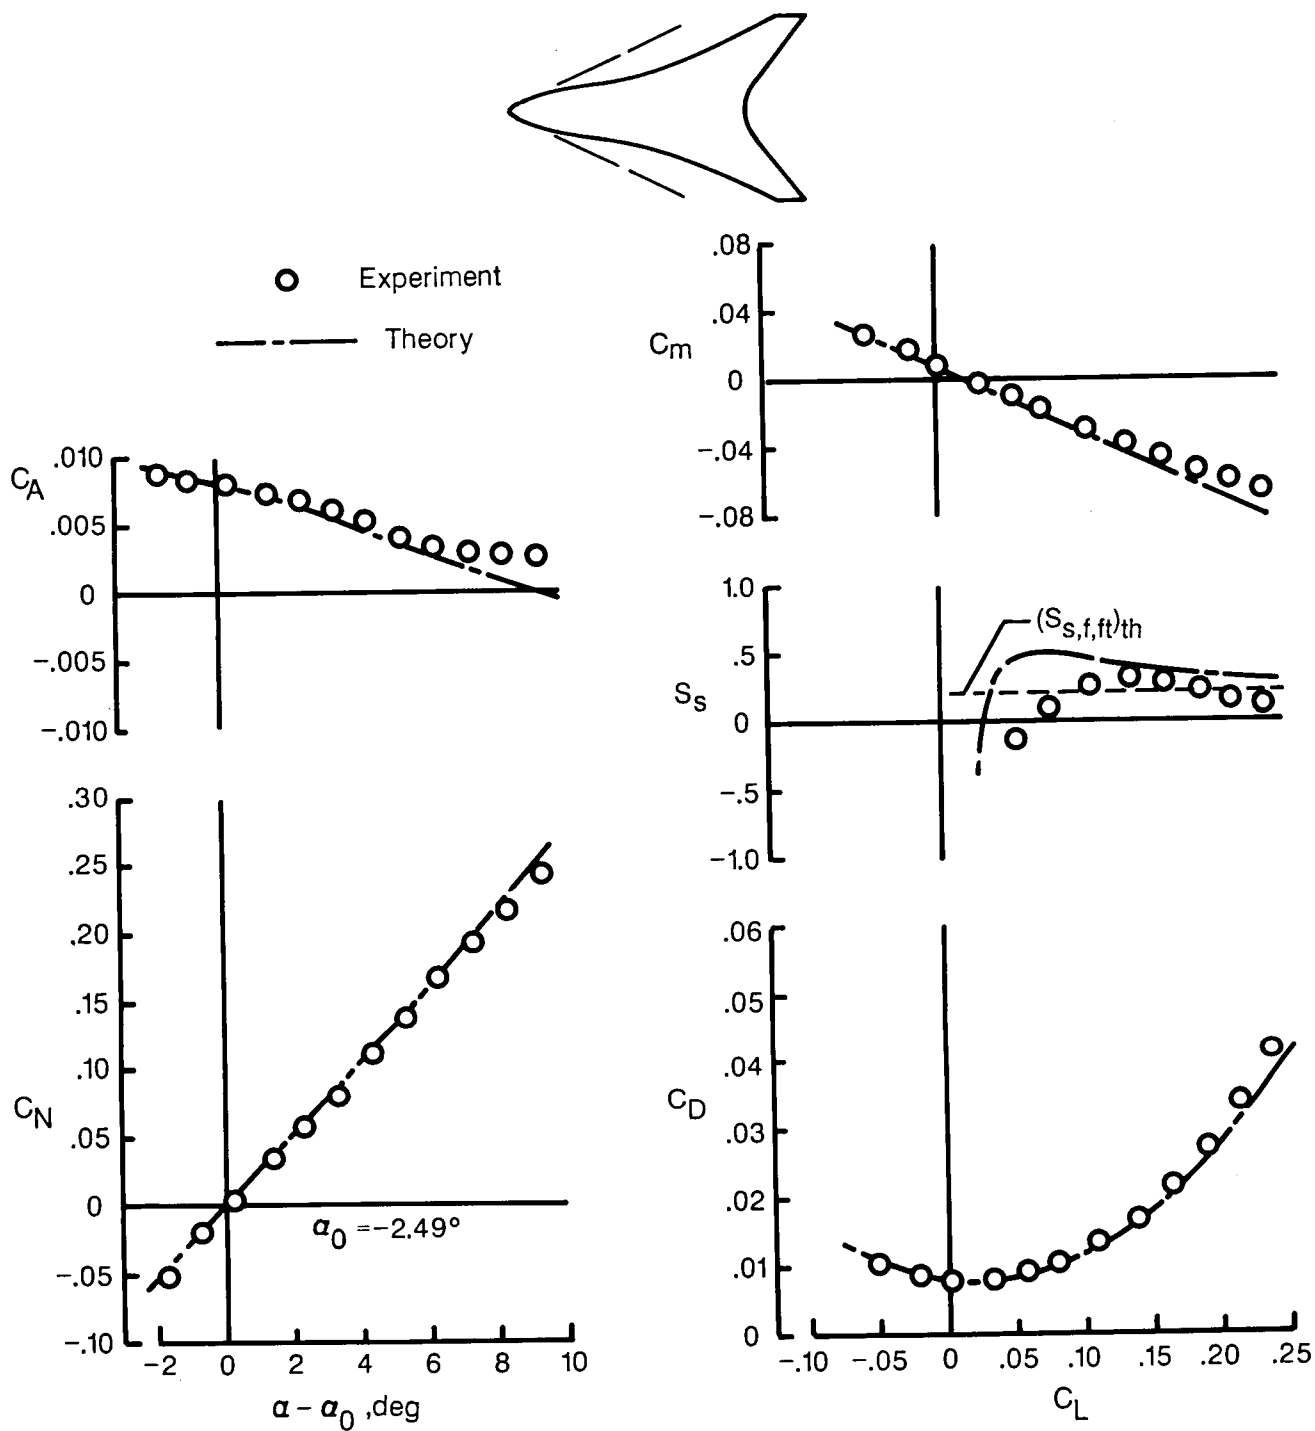 Experiment
Theory
C_A
.010
.005
0
-.005
-.010
C_N
.30
.25
.20
.15
.10
.05
0
-.05
-.10
α₀ = -2.49°
-2 0 2 4 6 8 10
α - α₀, deg
C_m
.08
.04
0
-.04
-.08
S_s
1.0
.5
0
-.5
-1.0
(S_s,f,ft)_th
C_D
.06
.05
.04
.03
.02
.01
0
-.10 -.05 0 .05 .10 .15 .20 .25
C_L